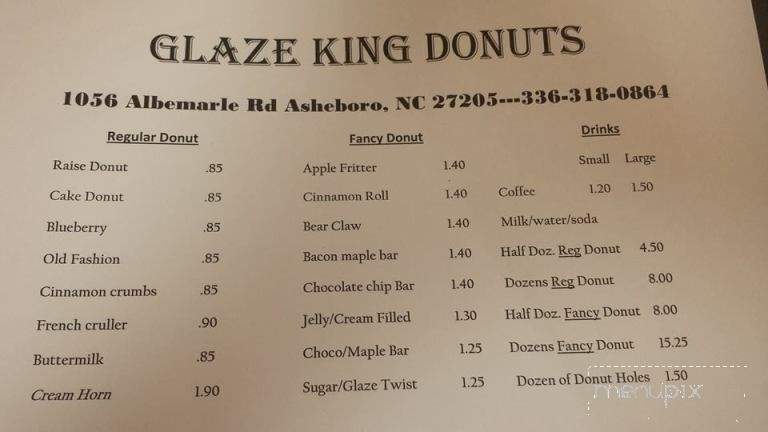 GLAZE KING DONUTS
1056 Albemarle Rd Asheboro, NC 27205---336-318-0864
Regular Donut
Raise Donut .85
Cake Donut .85
Blueberry .85
Old Fashion .85
Cinnamon crumbs .85
French cruller .90
Buttermilk .85
Cream Horn 1.90
Fancy Donut
Apple Fritter 1.40
Cinnamon Roll 1.40
Bear Claw 1.40
Bacon maple bar 1.40
Chocolate chip Bar 1.40
Jelly/Cream Filled 1.30
Choco/Maple Bar 1.25
Sugar/Glaze Twist 1.25
Drinks
Small Large
Coffee 1.20 1.50
Milk/water/soda
Half Doz. Reg Donut 4.50
Dozens Reg Donut 8.00
Half Doz. Fancy Donut 8.00
Dozens Fancy Donut 15.25
Dozen of Donut Holes 1.50
menupix